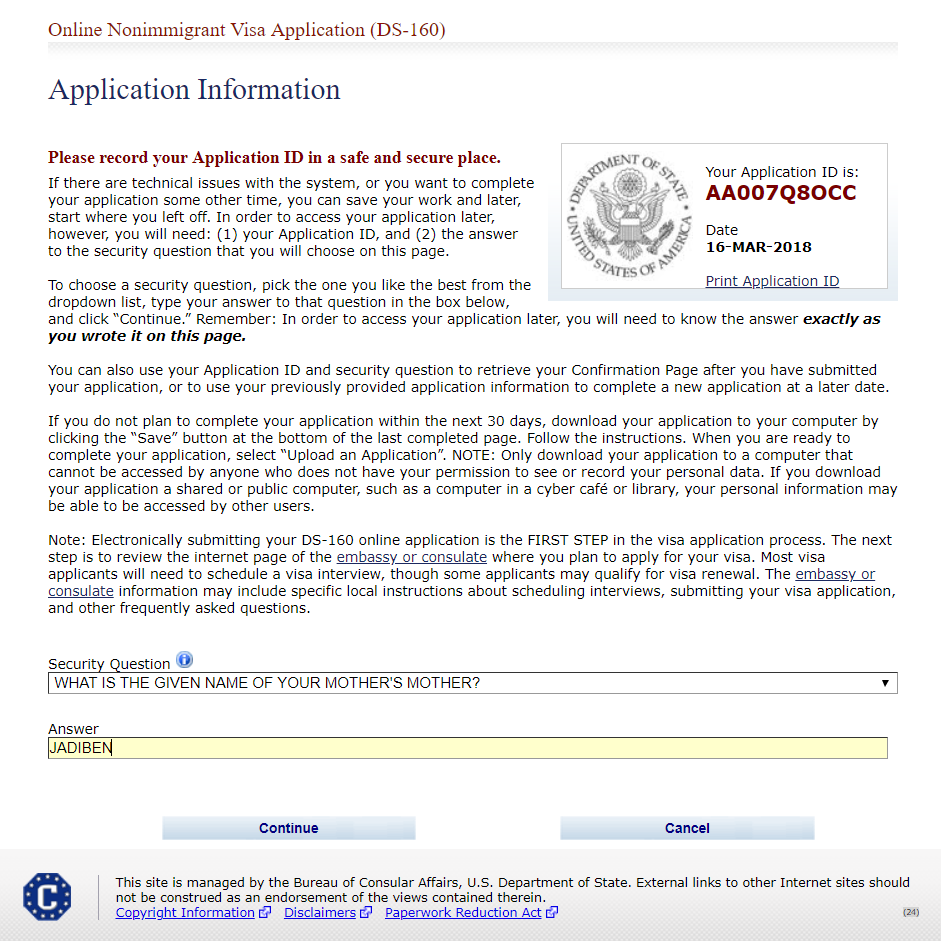 Online Nonimmigrant Visa Application (DS-160)
Application Information
Please record your Application ID in a safe and secure place.
If there are technical issues with the system, or you want to complete
your application some other time, you can save your work and later,
start where you left off. In order to access your application later,
however, you will need: (1) your Application ID, and (2) the answer
to the security question that you will choose on this page.
DEPARTMENT OF STATE
UNITED STATES OF AMERICA
Your Application ID is:
AA007Q8OCC
Date
16-MAR-2018
Print Application ID
To choose a security question, pick the one you like the best from the
dropdown list, type your answer to that question in the box below,
and click “Continue.” Remember: In order to access your application later, you will need to know the answer exactly as
you wrote it on this page.
You can also use your Application ID and security question to retrieve your Confirmation Page after you have submitted
your application, or to use your previously provided application information to complete a new application at a later date.
If you do not plan to complete your application within the next 30 days, download your application to your computer by
clicking the “Save” button at the bottom of the last completed page. Follow the instructions. When you are ready to
complete your application, select “Upload an Application”. NOTE: Only download your application to a computer that
cannot be accessed by anyone who does not have your permission to see or record your personal data. If you download
your application a shared or public computer, such as a computer in a cyber café or library, your personal information may
be able to be accessed by other users.
Note: Electronically submitting your DS-160 online application is the FIRST STEP in the visa application process. The next
step is to review the internet page of the embassy or consulate where you plan to apply for your visa. Most visa
applicants will need to schedule a visa interview, though some applicants may qualify for visa renewal. The embassy or
consulate information may include specific local instructions about scheduling interviews, submitting your visa application,
and other frequently asked questions.
Security Question
WHAT IS THE GIVEN NAME OF YOUR MOTHER'S MOTHER?
Answer
JADIBEN
Continue
Cancel
C
This site is managed by the Bureau of Consular Affairs, U.S. Department of State. External links to other Internet sites should
not be construed as an endorsement of the views contained therein.
Copyright Information Disclaimers Paperwork Reduction Act
(24)